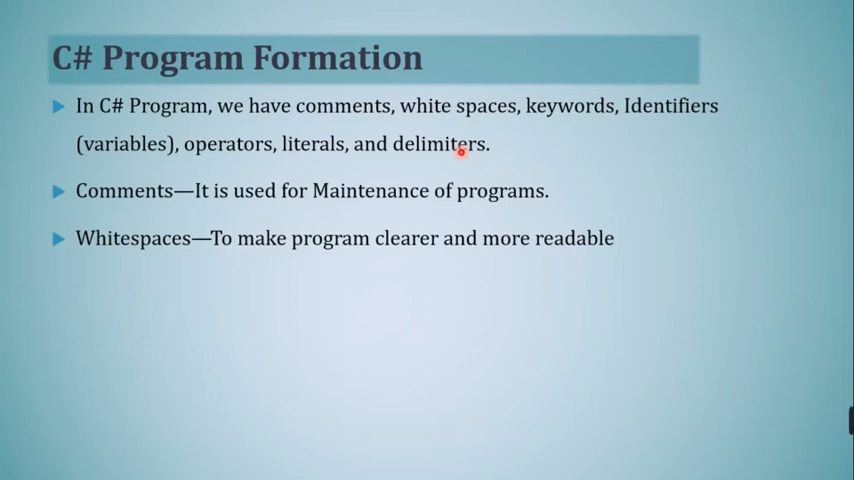 C# Program Formation
In C# Program, we have comments, white spaces, keywords, Identifiers
(variables), operators, literals, and delimiters.
Comments—It is used for Maintenance of programs.
Whitespaces—To make program clearer and more readable